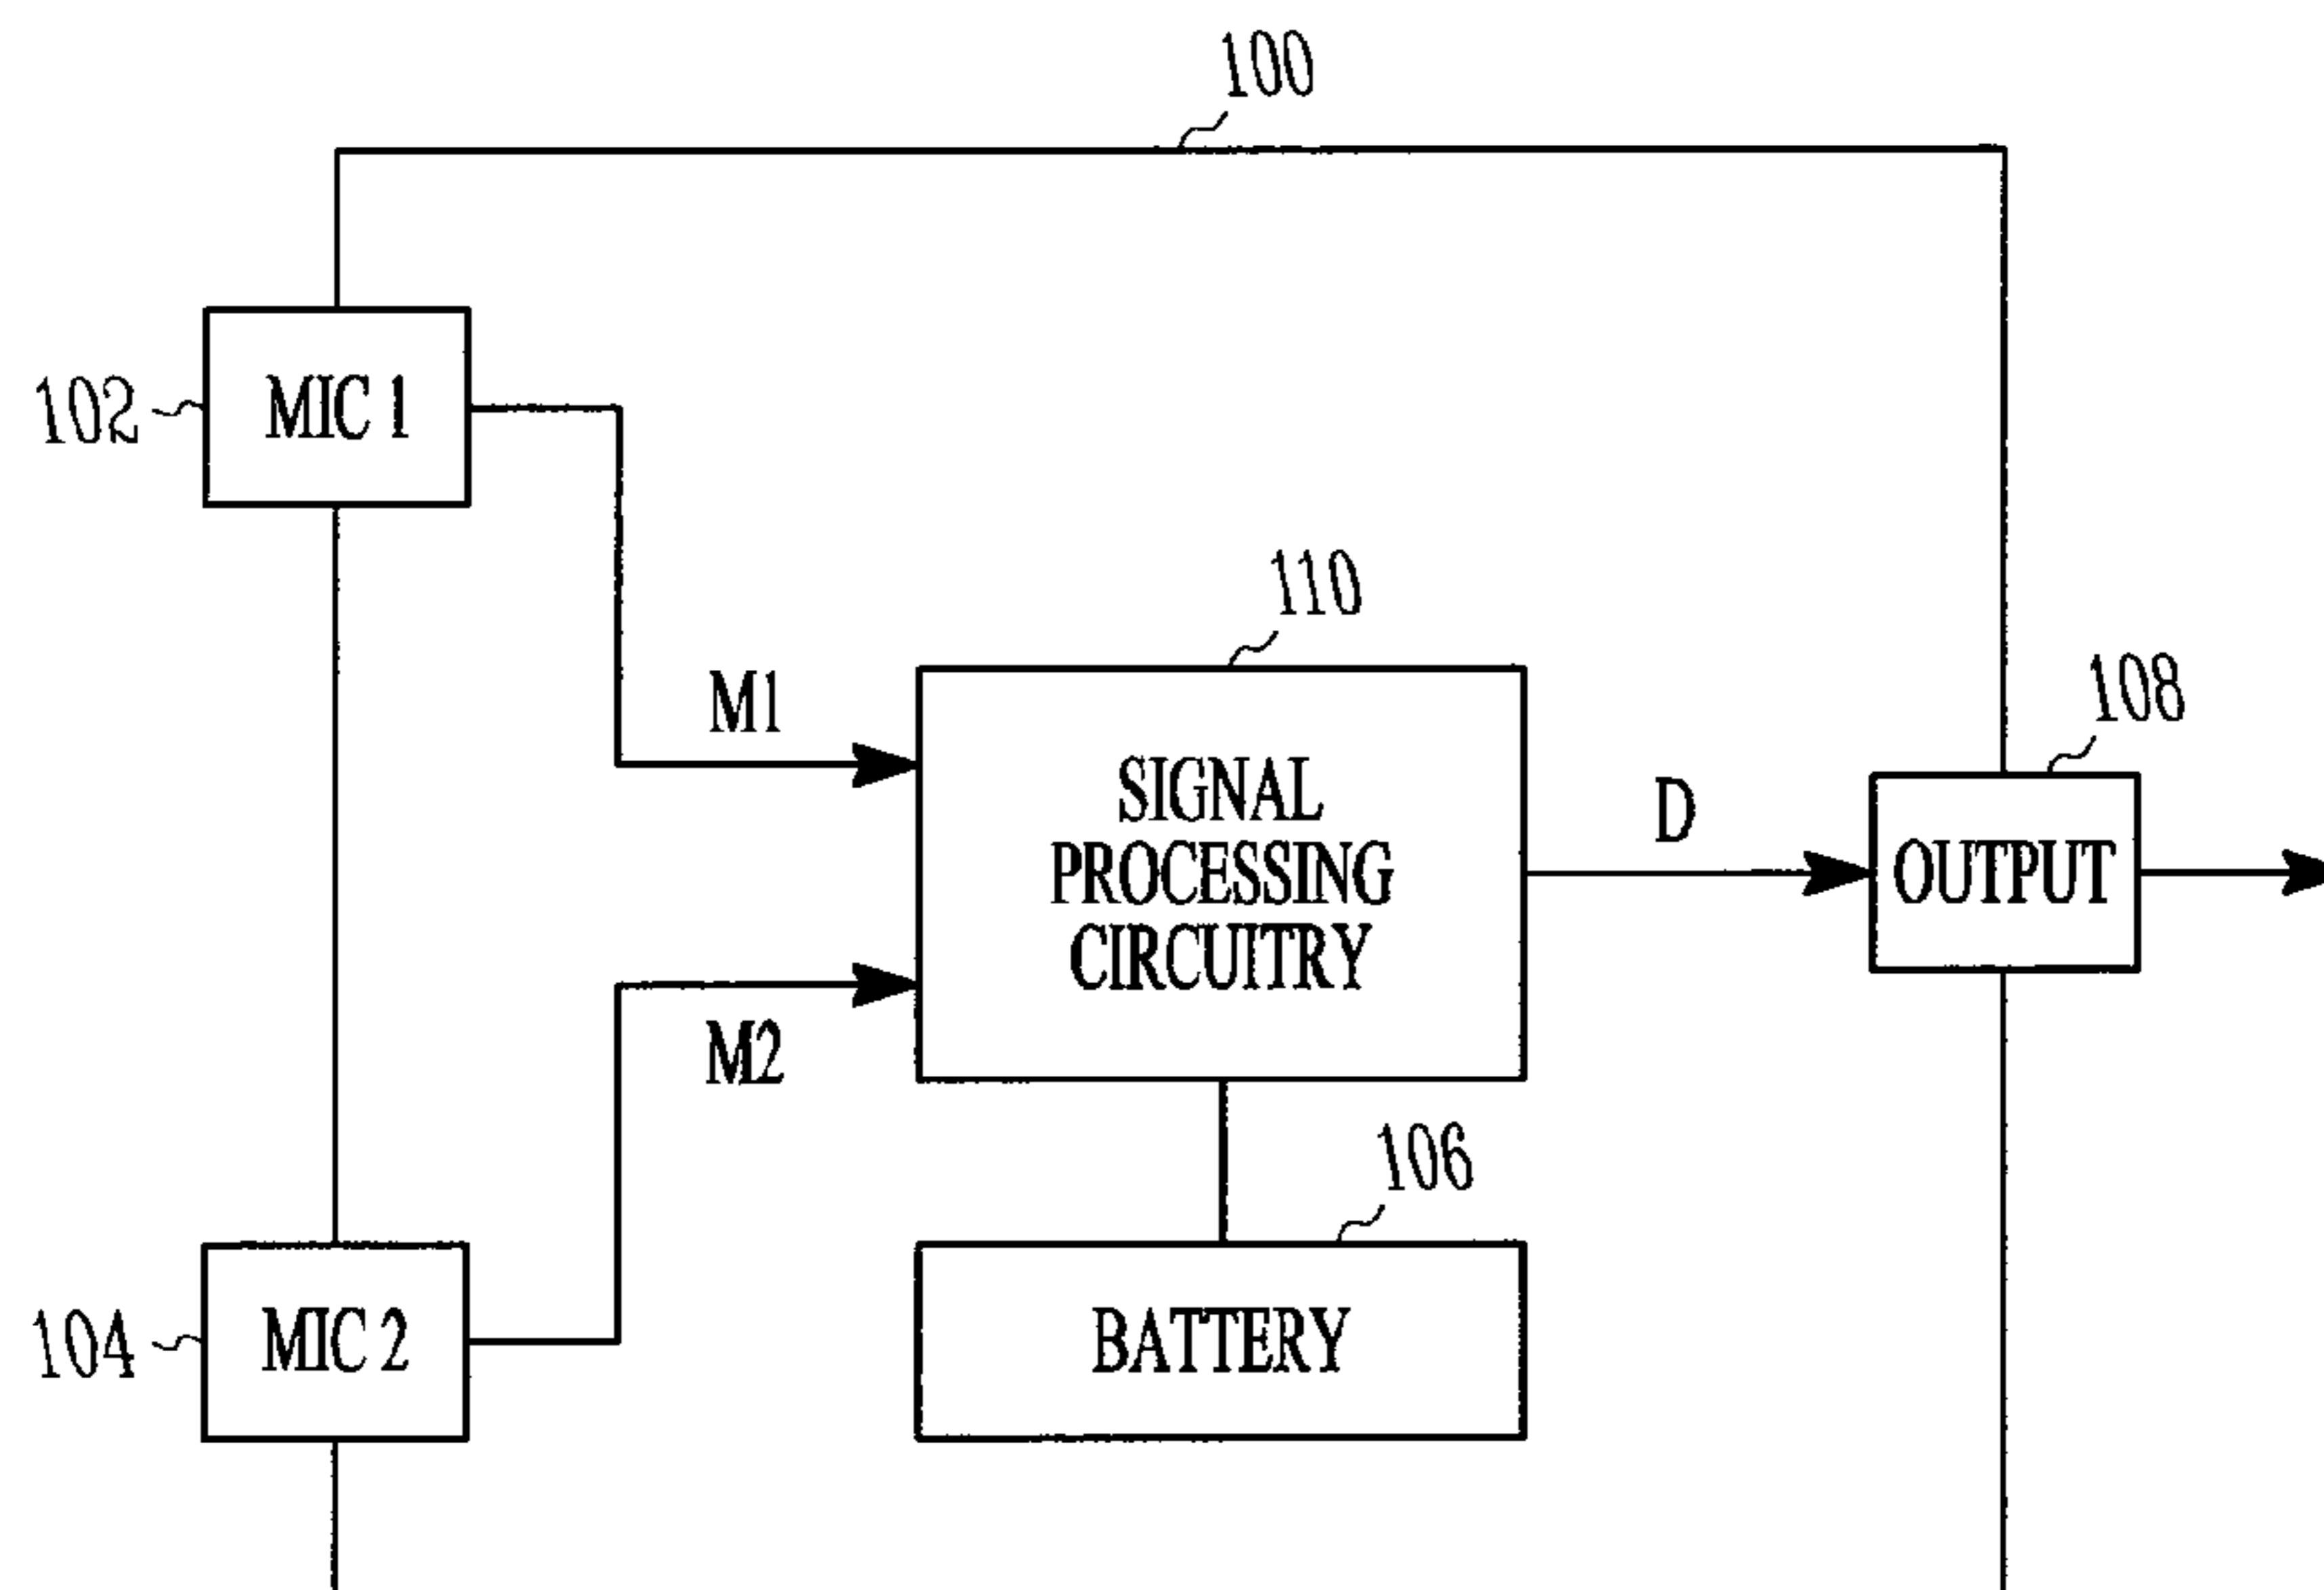 100
102
MIC 1
110
M1
108
SIGNAL
PROCESSING
CIRCUITRY
D
OUTPUT
M2
106
104
MIC 2
BATTERY